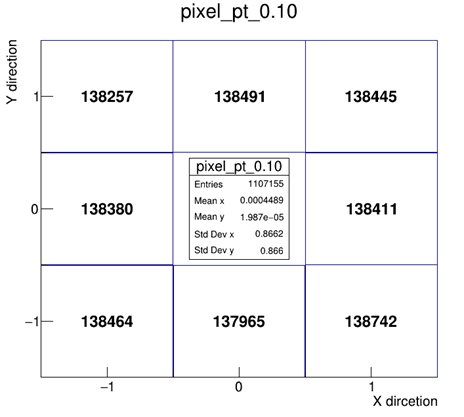 pixel_pt_0.10
Y direction
1
138257 138491 138445
pixel_pt_0.10
Entries 1107155
Mean x 0.0004489
Mean y 1.987e−05
Std Dev x 0.8662
Std Dev y 0.866
0
138380 138411
−1
138464 137965 138742
−1 0 1
X dircetion